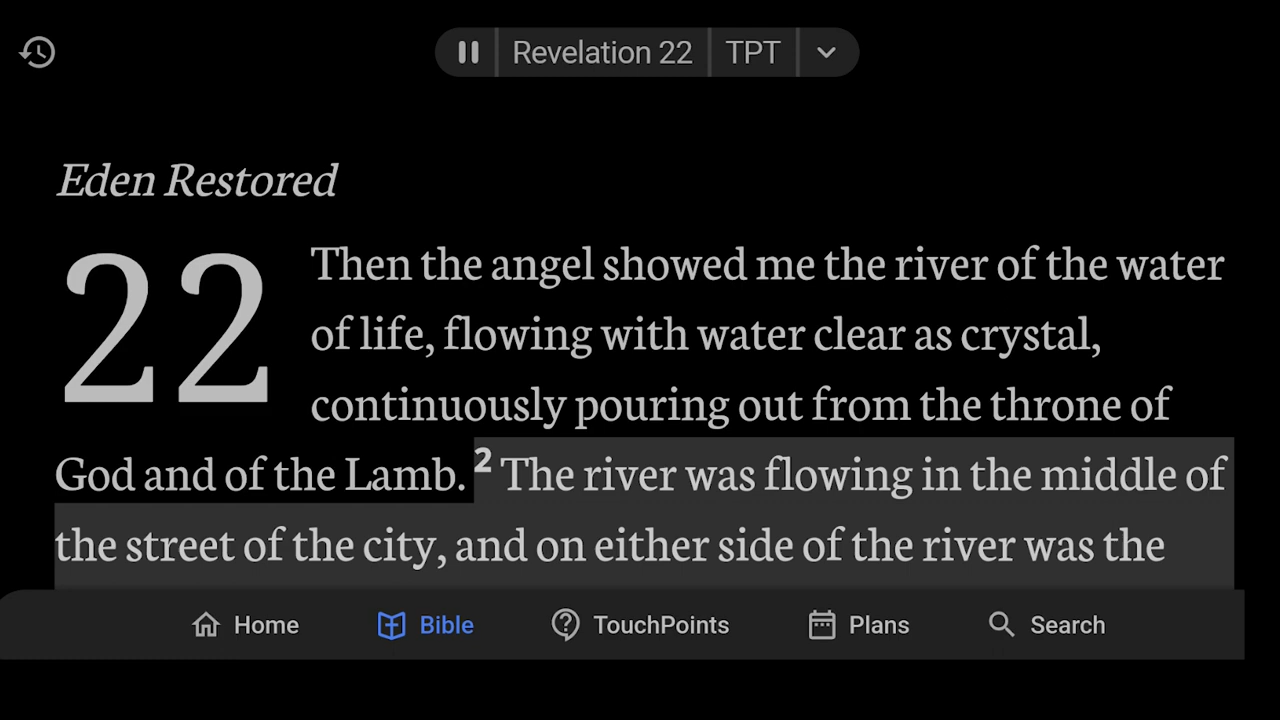 Revelation 22 TPT
Eden Restored
22 Then the angel showed me the river of the water
of life, flowing with water clear as crystal,
continuously pouring out from the throne of
God and of the Lamb. 2 The river was flowing in the middle of
the street of the city, and on either side of the river was the
Home Bible TouchPoints Plans Search